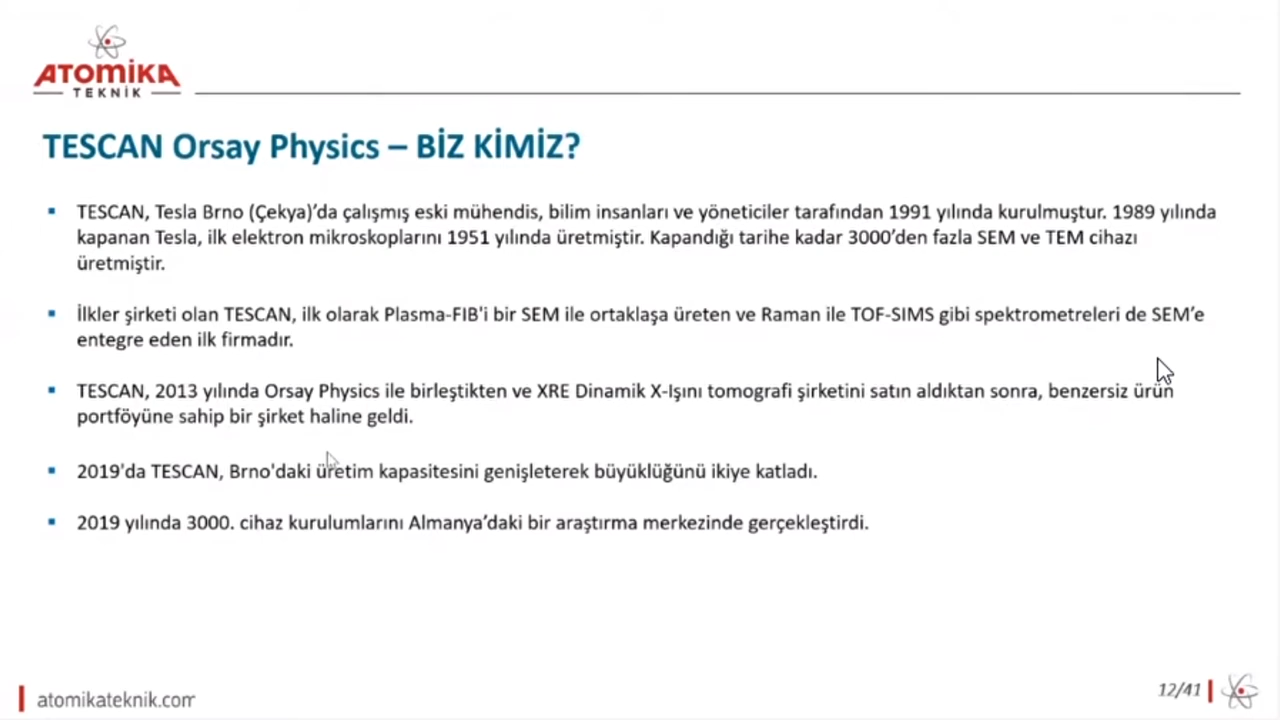 ATOMİKA
TEKNİK
TESCAN Orsay Physics – BİZ KİMİZ?
▪ TESCAN, Tesla Brno (Çekya)’da çalışmış eski mühendis, bilim insanları ve yöneticiler tarafından 1991 yılında kurulmuştur. 1989 yılında
kapanan Tesla, ilk elektron mikroskoplarını 1951 yılında üretmiştir. Kapandığı tarihe kadar 3000’den fazla SEM ve TEM cihazı
üretmiştir.
▪ İlkler şirketi olan TESCAN, ilk olarak Plasma-FIB'i bir SEM ile ortaklaşa üreten ve Raman ile TOF-SIMS gibi spektrometreleri de SEM’e
entegre eden ilk firmadır.
▪ TESCAN, 2013 yılında Orsay Physics ile birleştikten ve XRE Dinamik X-Işını tomografi şirketini satın aldıktan sonra, benzersiz ürün
portföyüne sahip bir şirket haline geldi.
▪ 2019'da TESCAN, Brno'daki üretim kapasitesini genişleterek büyüklüğünü ikiye katladı.
▪ 2019 yılında 3000. cihaz kurulumlarını Almanya’daki bir araştırma merkezinde gerçekleştirdi.
atomikateknik.com
12/41